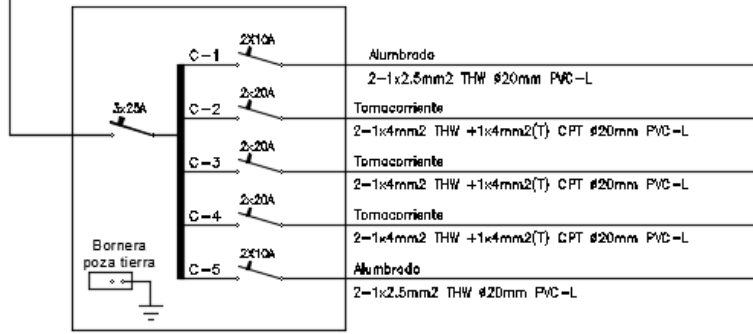 C-1 2X10A Alumbrado
2-1x2.5mm2 THW Ø20mm PVC-L
3x25A
C-2 2x20A Tomacorriente
2-1x4mm2 THW +1x4mm2(T) CPT Ø20mm PVC-L
C-3 2x20A Tomacorriente
2-1x4mm2 THW +1x4mm2(T) CPT Ø20mm PVC-L
C-4 2x20A Tomacorriente
2-1x4mm2 THW +1x4mm2(T) CPT Ø20mm PVC-L
Bornera
poza tierra
C-5 2X10A Alumbrado
2-1x2.5mm2 THW Ø20mm PVC-L